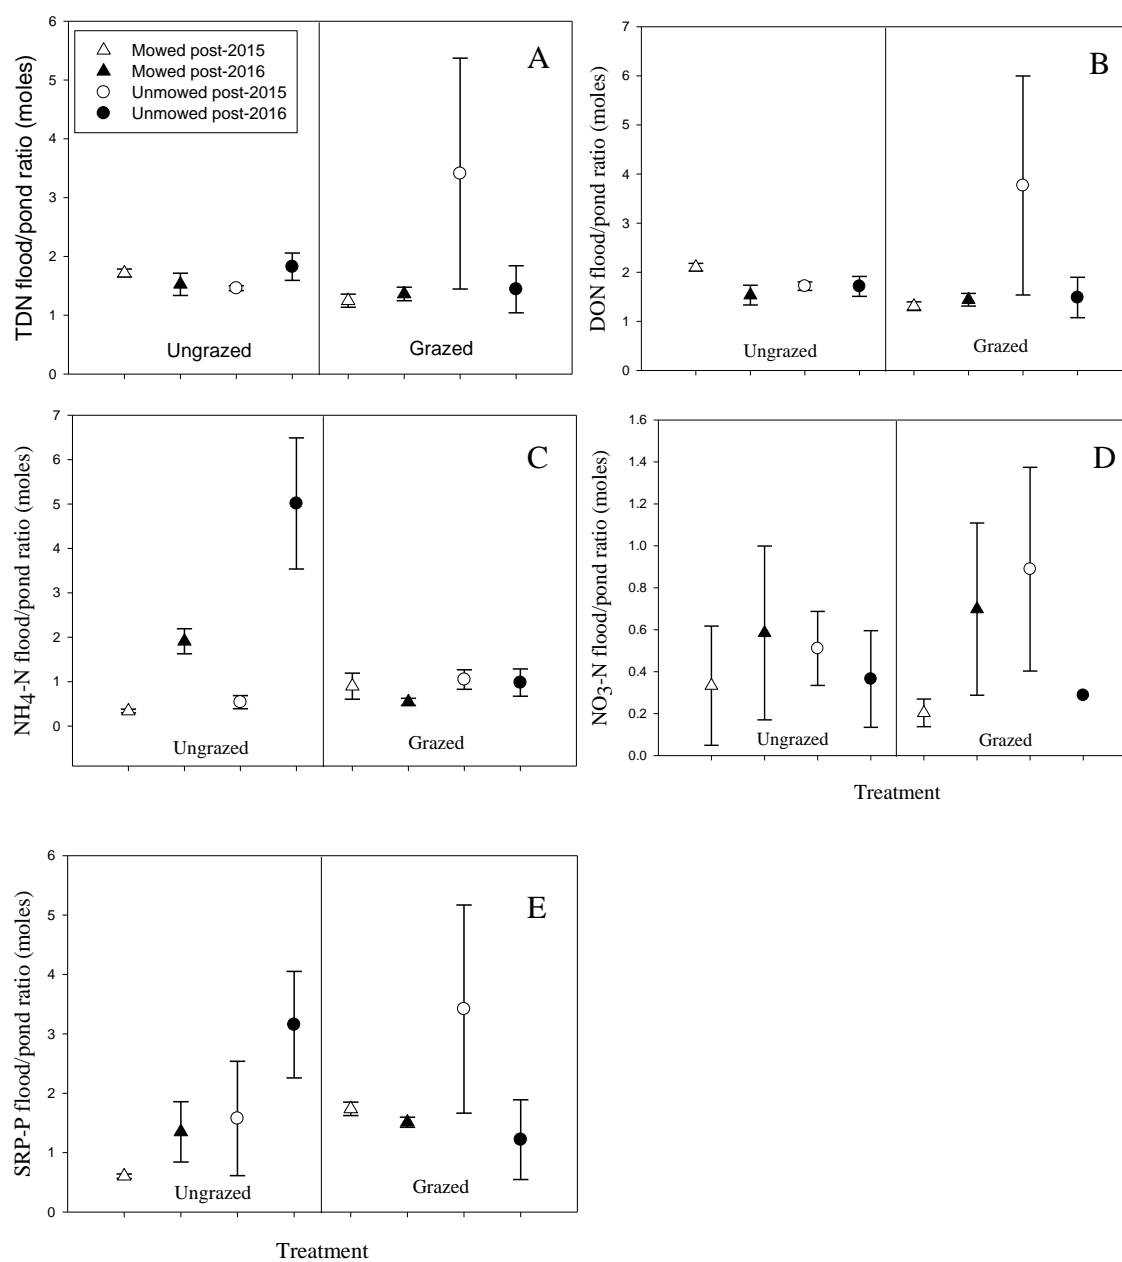 TDN flood/pond ratio (moles)
6
5
4
3
2
1
0
Mowed post-2015
Mowed post-2016
Unmowed post-2015
Unmowed post-2016
A
Ungrazed
Grazed
DON flood/pond ratio (moles)
7
6
5
4
3
2
1
0
B
Ungrazed
Grazed
NH4-N flood/pond ratio (moles)
7
6
5
4
3
2
1
0
C
Ungrazed
Grazed
NO3-N flood/pond ratio (moles)
1.6
1.4
1.2
1.0
0.8
0.6
0.4
0.2
0.0
D
Ungrazed
Grazed
Treatment
SRP-P flood/pond ratio (moles)
6
5
4
3
2
1
0
E
Ungrazed
Grazed
Treatment